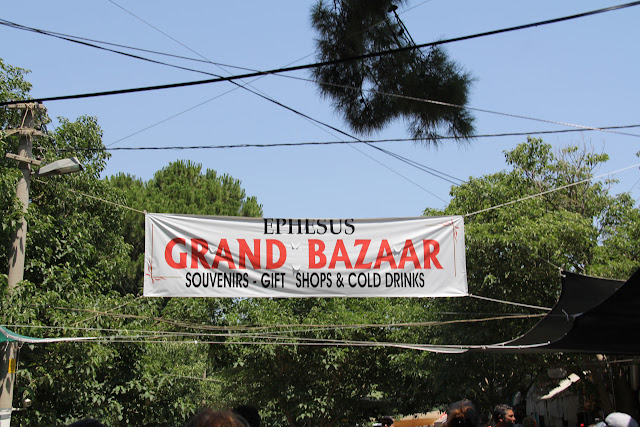 EPHESUS
GRAND BAZAAR
SOUVENIRS - GIFT SHOPS & COLD DRINKS